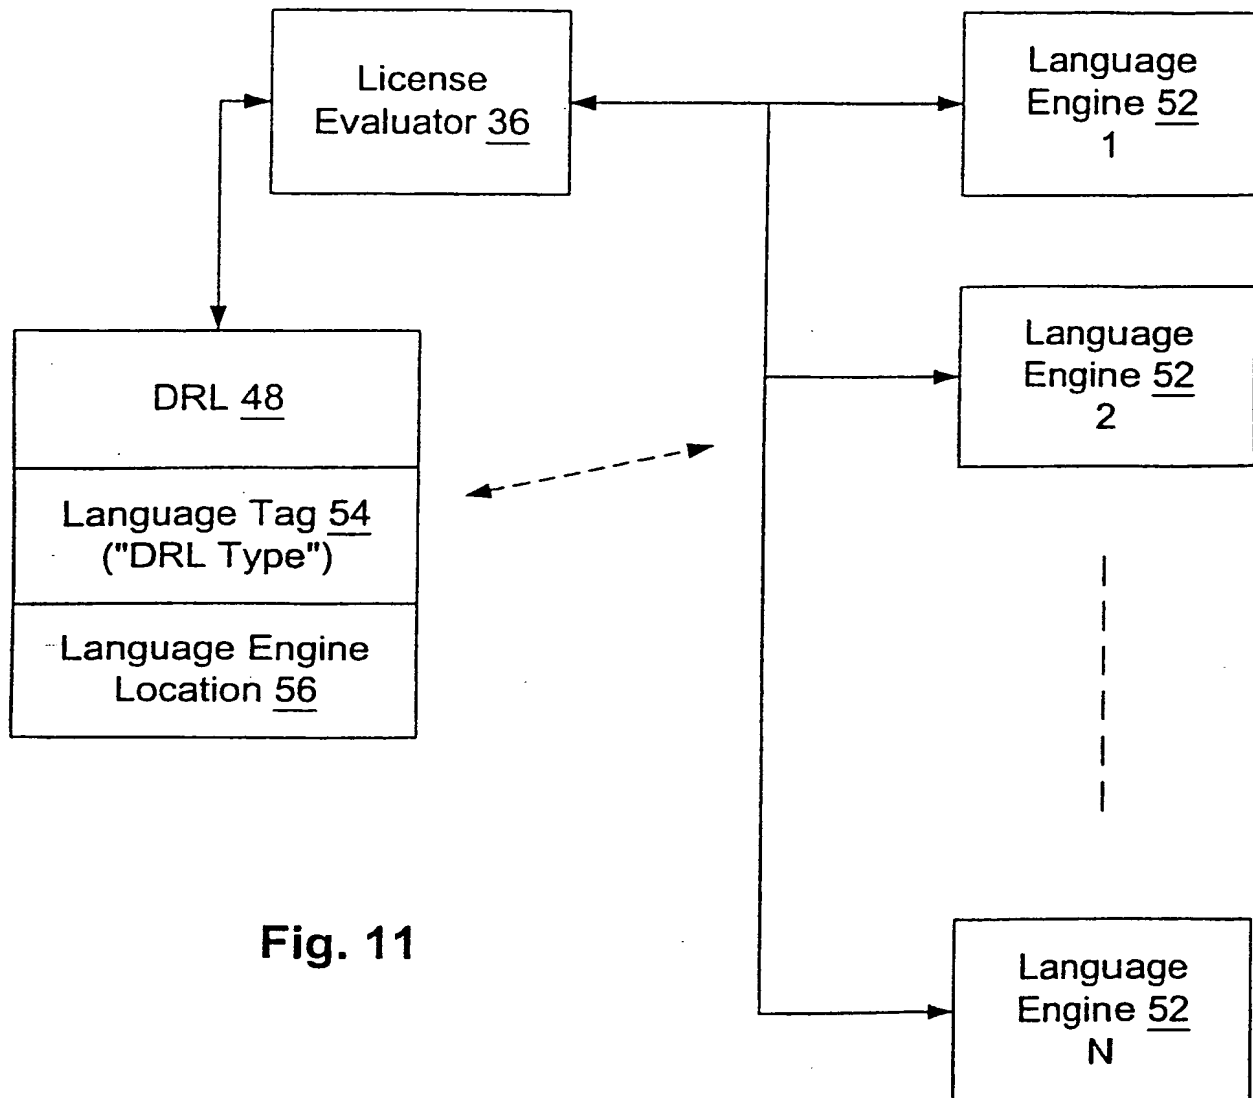 License
Evaluator 36
Language
Engine 52
1
Language
Engine 52
2
DRL 48
Language Tag 54
("DRL Type")
Language Engine
Location 56
Fig. 11
Language
Engine 52
N